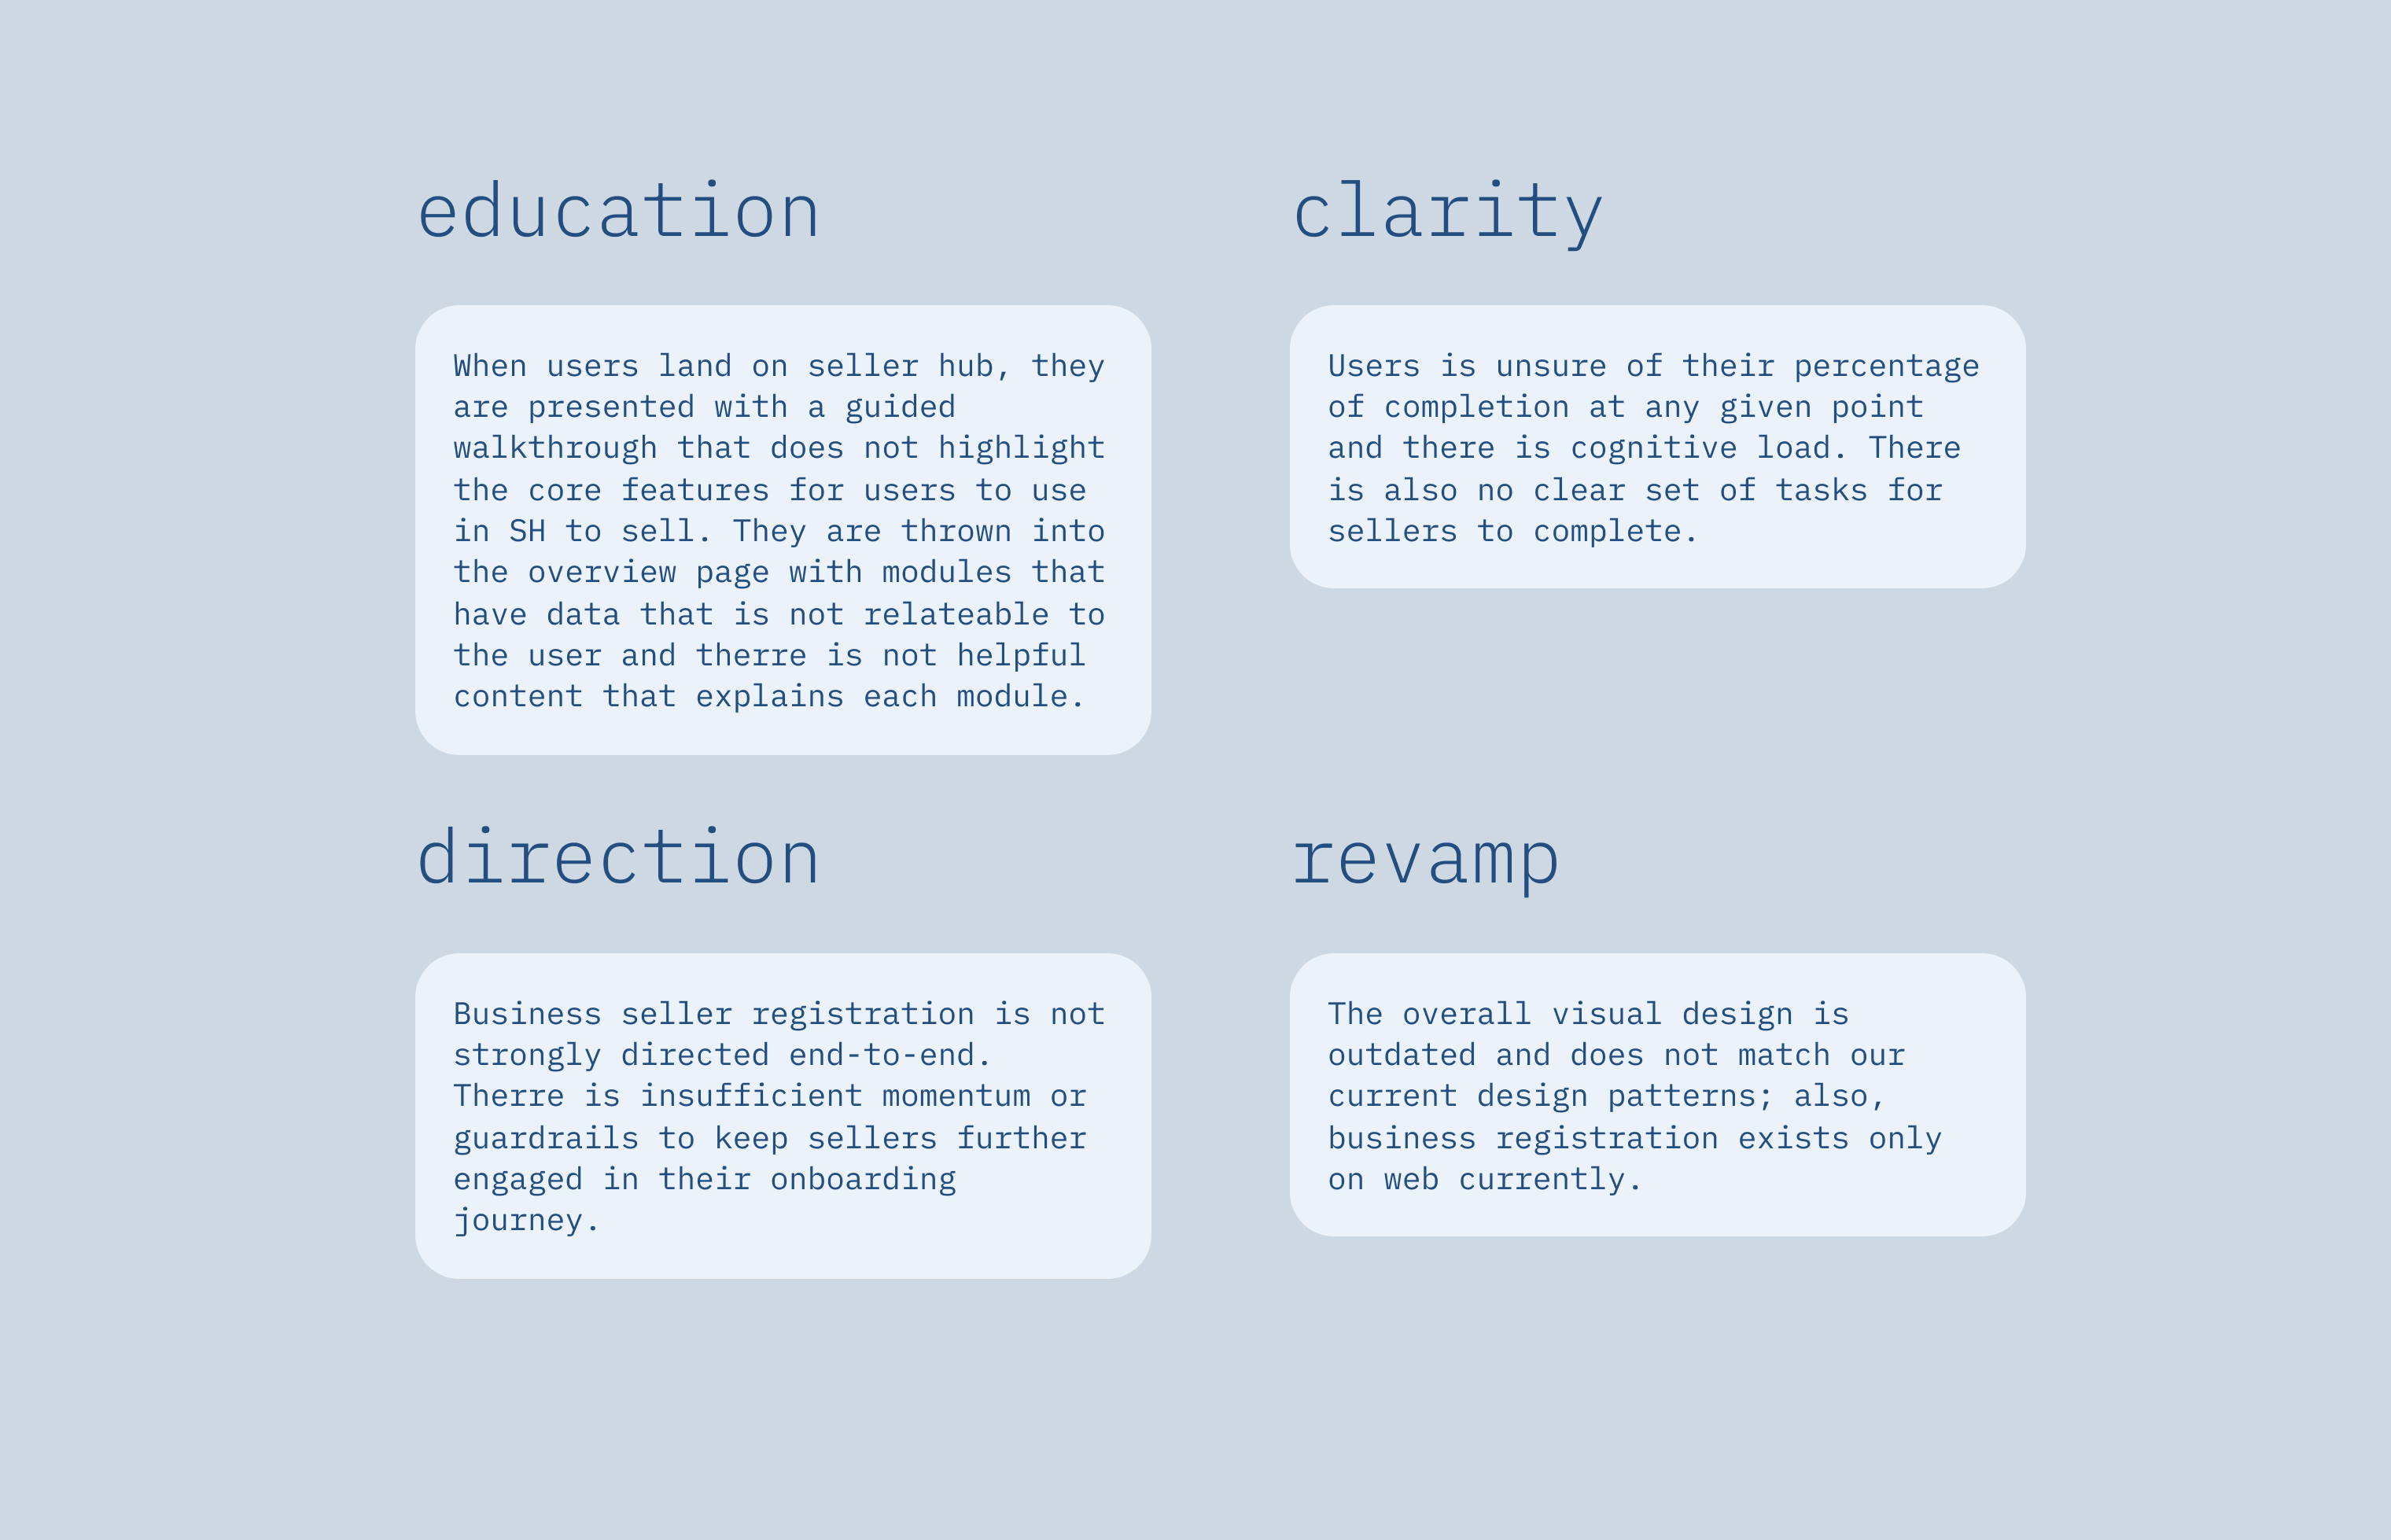 education
When users land on seller hub, they
are presented with a guided
walkthrough that does not highlight
the core features for users to use
in SH to sell. They are thrown into
the overview page with modules that
have data that is not relateable to
the user and therre is not helpful
content that explains each module.
clarity
Users is unsure of their percentage
of completion at any given point
and there is cognitive load. There
is also no clear set of tasks for
sellers to complete.
direction
Business seller registration is not
strongly directed end-to-end.
Therre is insufficient momentum or
guardrails to keep sellers further
engaged in their onboarding
journey.
revamp
The overall visual design is
outdated and does not match our
current design patterns; also,
business registration exists only
on web currently.